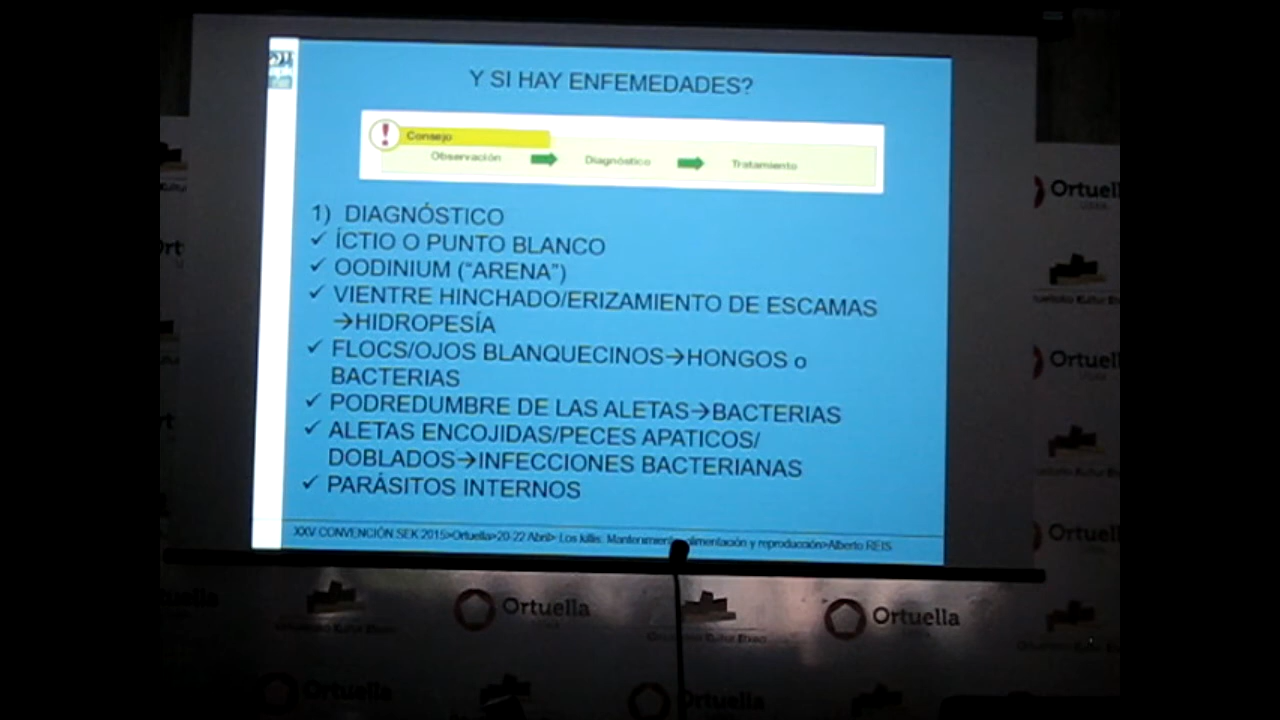 Y SI HAY ENFEMEDADES?
! Consejo
Observación Diagnóstico Tratamiento
1) DIAGNÓSTICO
✓ ÍCTIO O PUNTO BLANCO
✓ OODINIUM (“ARENA”)
✓ VIENTRE HINCHADO/ERIZAMIENTO DE ESCAMAS
→HIDROPESÍA
✓ FLOCS/OJOS BLANQUECINOS→HONGOS o
BACTERIAS
✓ PODREDUMBRE DE LAS ALETAS→BACTERIAS
✓ ALETAS ENCOJIDAS/PECES APATICOS/
DOBLADOS→INFECCIONES BACTERIANAS
✓ PARÁSITOS INTERNOS
XXV CONVENCIÓN SEK 2015>Ortuella>20-22 Abril> Los killis: Mantenimiento, alimentación y reproducción>Alberto REIS
Ortuell
Ortuell
Ortuell
Ortuella Ortuella
Ortuella Ortuella